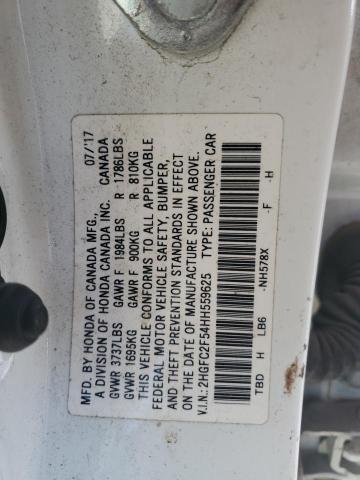 MFD. BY HONDA OF CANADA MFG., 07/'17
A DIVISION OF HONDA CANADA INC. CANADA
GVWR 3737LBS GAWR F 1984LBS R 1786LBS
GVWR 1695KG GAWR F 900KG R 810KG
THIS VEHICLE CONFORMS TO ALL APPLICABLE
FEDERAL MOTOR VEHICLE SAFETY, BUMPER,
AND THEFT PREVENTION STANDARDS IN EFFECT
ON THE DATE OF MANUFACTURE SHOWN ABOVE.
V.I.N.: 2HGFC2F54HH559625 TYPE: PASSENGER CAR
TBD H LB6 -NH578X -F -H